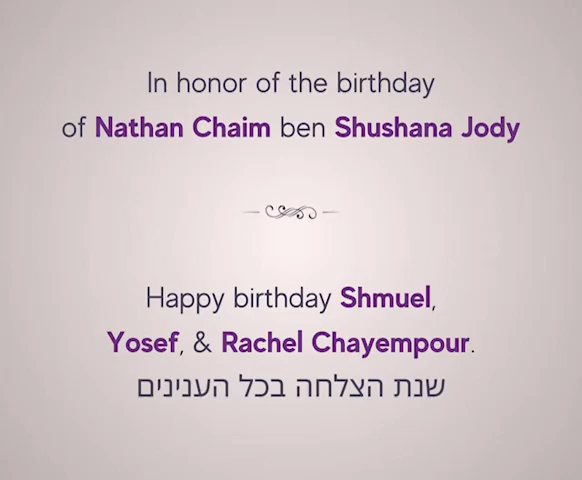 In honor of the birthday
of Nathan Chaim ben Shushana Jody
Happy birthday Shmuel,
Yosef, & Rachel Chayempour.
שנת הצלחה בכל הענינים